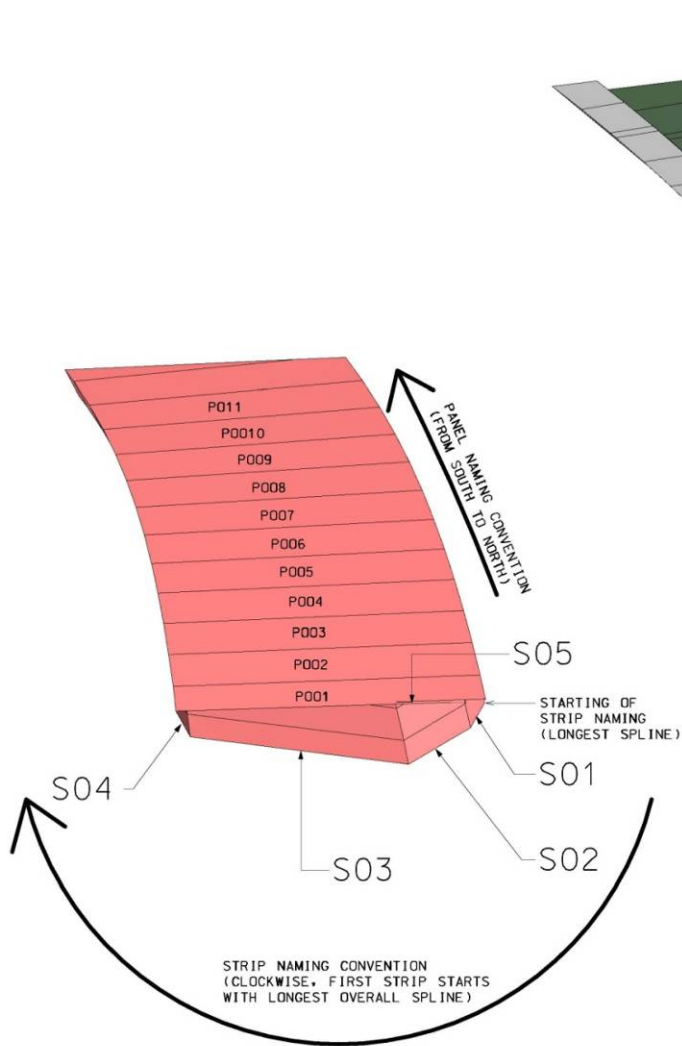 P011
P0010
P009
P008
P007
P006
P005
P004
P003
P002
P001
PANEL NAMING CONVENTION
(FROM SOUTH TO NORTH)
S05
STARTING OF
STRIP NAMING
(LONGEST SPLINE)
S01
S04
S02
S03
STRIP NAMING CONVENTION
(CLOCKWISE, FIRST STRIP STARTS
WITH LONGEST OVERALL SPLINE)